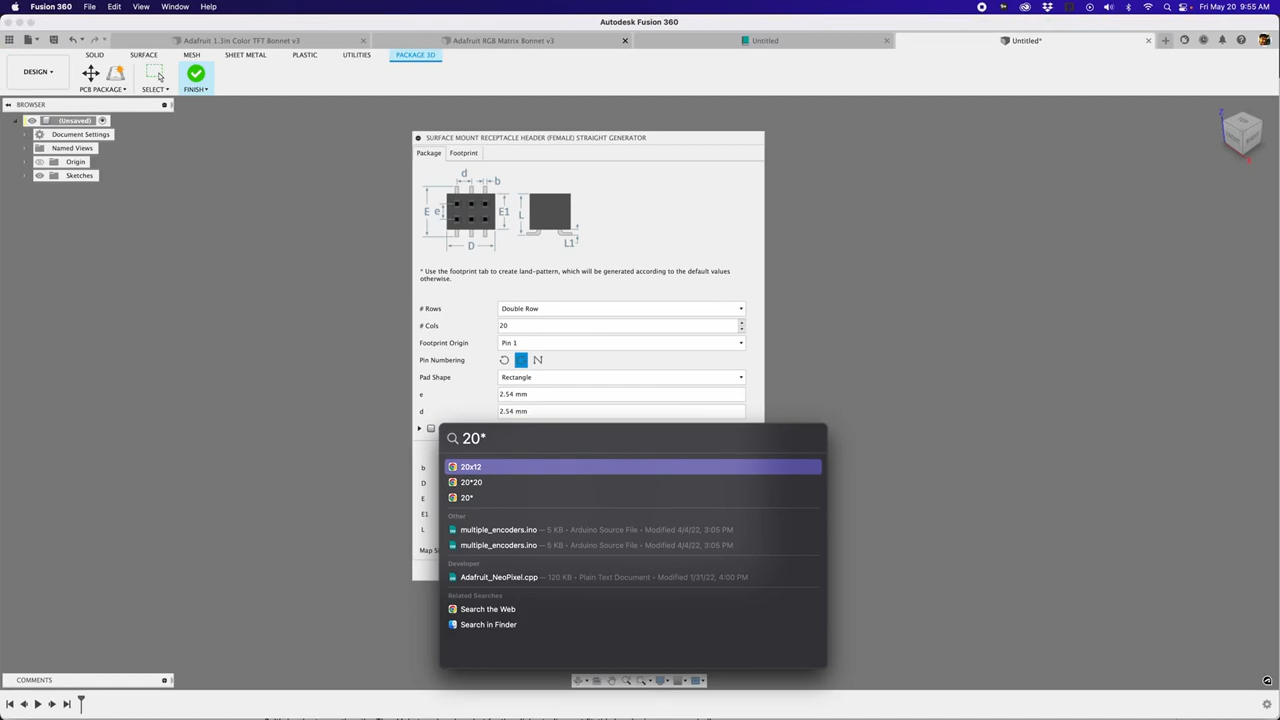 Fusion 360 File Edit View Window Help Fri May 20 9:55 AM
Autodesk Fusion 360
Adafruit 1.3in Color TFT Bonnet v3 Adafruit RGB Matrix Bonnet v3 Untitled Untitled*
SOLID SURFACE MESH SHEET METAL PLASTIC UTILITIES PACKAGE 3D
DESIGN
PCB PACKAGE SELECT FINISH
BROWSER
(Unsaved)
Document Settings
Named Views
Origin
Sketches
SURFACE MOUNT RECEPTACLE HEADER (FEMALE) STRAIGHT GENERATOR
Package Footprint
d b
E e E1 L
D L1
* Use the footprint tab to create land-pattern, which will be generated according to the default values
otherwise.
# Rows Double Row
# Cols 20
Footprint Origin Pin 1
Pin Numbering
Pad Shape Rectangle
e 2.54 mm
d 2.54 mm
20*
20x12
20*20
20*
Other
multiple_encoders.ino — 5 KB • Arduino Source File • Modified 4/4/22, 3:05 PM
multiple_encoders.ino — 5 KB • Arduino Source File • Modified 4/4/22, 3:05 PM
Developer
Adafruit_NeoPixel.cpp — 120 KB • Plain Text Document • Modified 1/31/22, 4:00 PM
Related Searches
Search the Web
Search in Finder
b
D
E
E1
L
Map S
COMMENTS